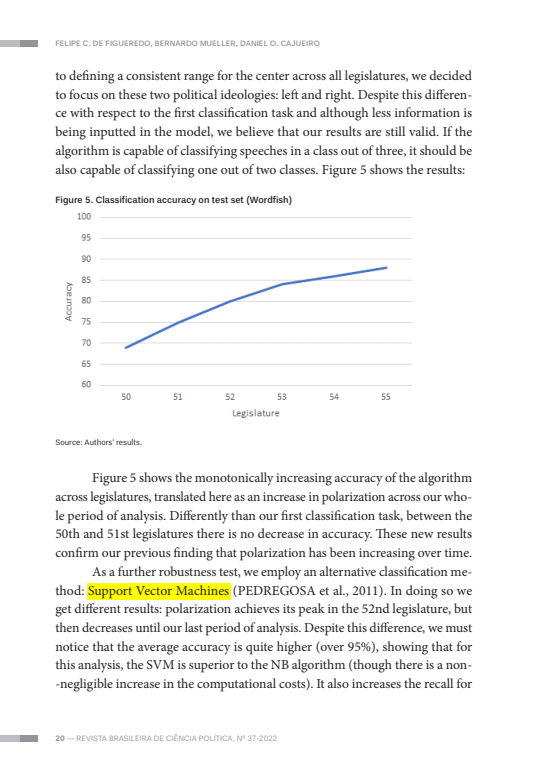 FELIPE C. DE FIGUEREDO, BERNARDO MUELLER, DANIEL O. CAJUEIRO
to defining a consistent range for the center across all legislatures, we decided
to focus on these two political ideologies: left and right. Despite this differen-
ce with respect to the first classification task and although less information is
being inputted in the model, we believe that our results are still valid. If the
algorithm is capable of classifying speeches in a class out of three, it should be
also capable of classifying one out of two classes. Figure 5 shows the results:
Figure 5. Classification accuracy on test set (Wordfish)
100
95
90
85
80
75
70
65
60
Accuracy
50 51 52 53 54 55
Legislature
Source: Authors' results.
Figure 5 shows the monotonically increasing accuracy of the algorithm
across legislatures, translated here as an increase in polarization across our who-
le period of analysis. Differently than our first classification task, between the
50th and 51st legislatures there is no decrease in accuracy. These new results
confirm our previous finding that polarization has been increasing over time.
As a further robustness test, we employ an alternative classification me-
thod: Support Vector Machines (PEDREGOSA et al., 2011). In doing so we
get different results: polarization achieves its peak in the 52nd legislature, but
then decreases until our last period of analysis. Despite this difference, we must
notice that the average accuracy is quite higher (over 95%), showing that for
this analysis, the SVM is superior to the NB algorithm (though there is a non-
-negligible increase in the computational costs). It also increases the recall for
20 — REVISTA BRASILEIRA DE CIÊNCIA POLÍTICA, Nº 37-2022